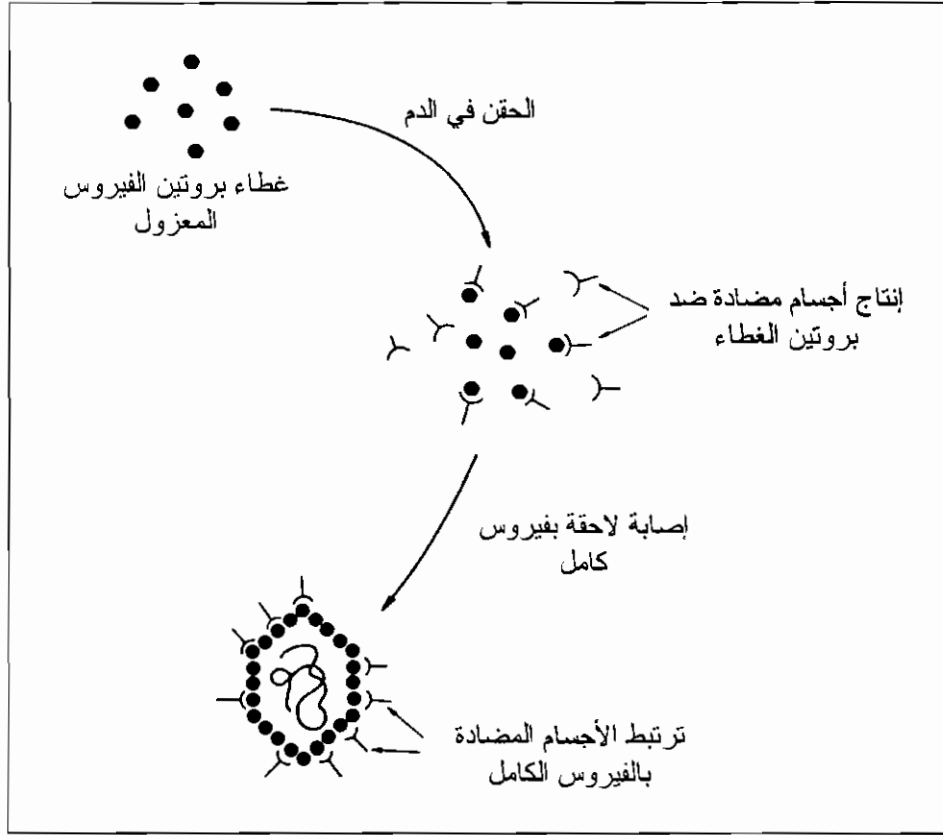 الحقن في الدم
غطاء بروتين الفيروس
المعزول
إنتاج أجسام مضادة ضد
بروتين الغطاء
إصابة لاحقة بفيروس
كامل
ترتبط الأجسام المضادة
بالفيروس الكامل